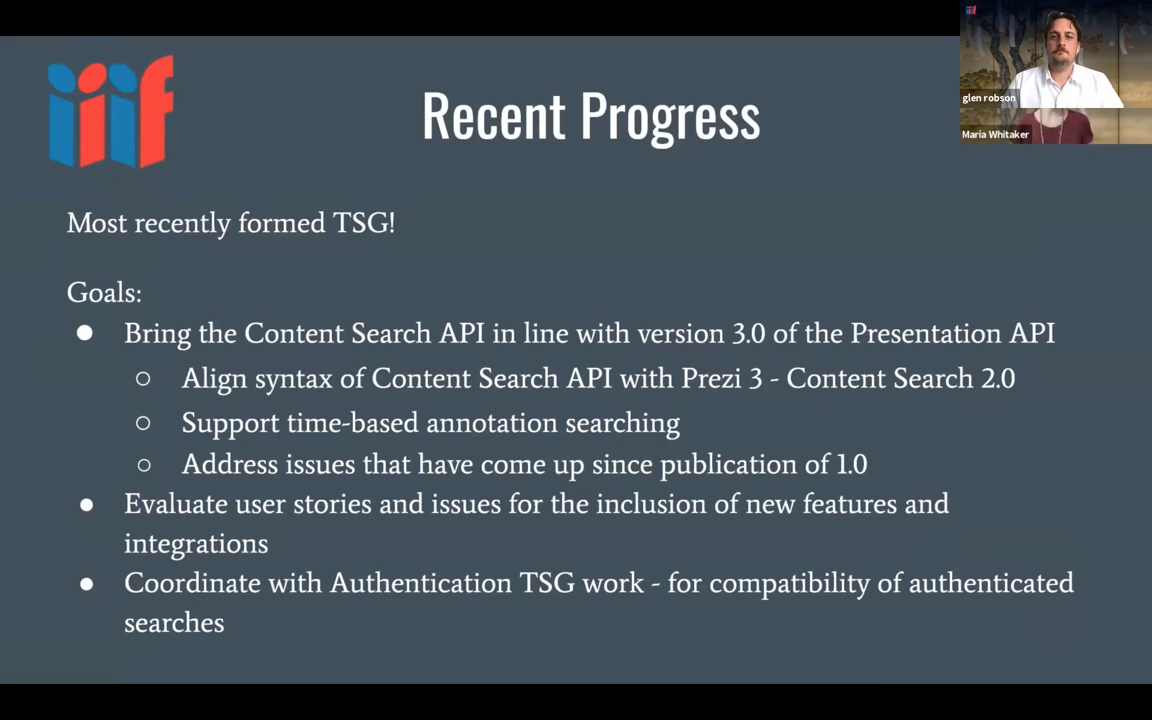 iiif
Recent Progress
iiif
glen robson
Maria Whitaker
Most recently formed TSG!
Goals:
● Bring the Content Search API in line with version 3.0 of the Presentation API
○ Align syntax of Content Search API with Prezi 3 - Content Search 2.0
○ Support time-based annotation searching
○ Address issues that have come up since publication of 1.0
● Evaluate user stories and issues for the inclusion of new features and
integrations
● Coordinate with Authentication TSG work - for compatibility of authenticated
searches